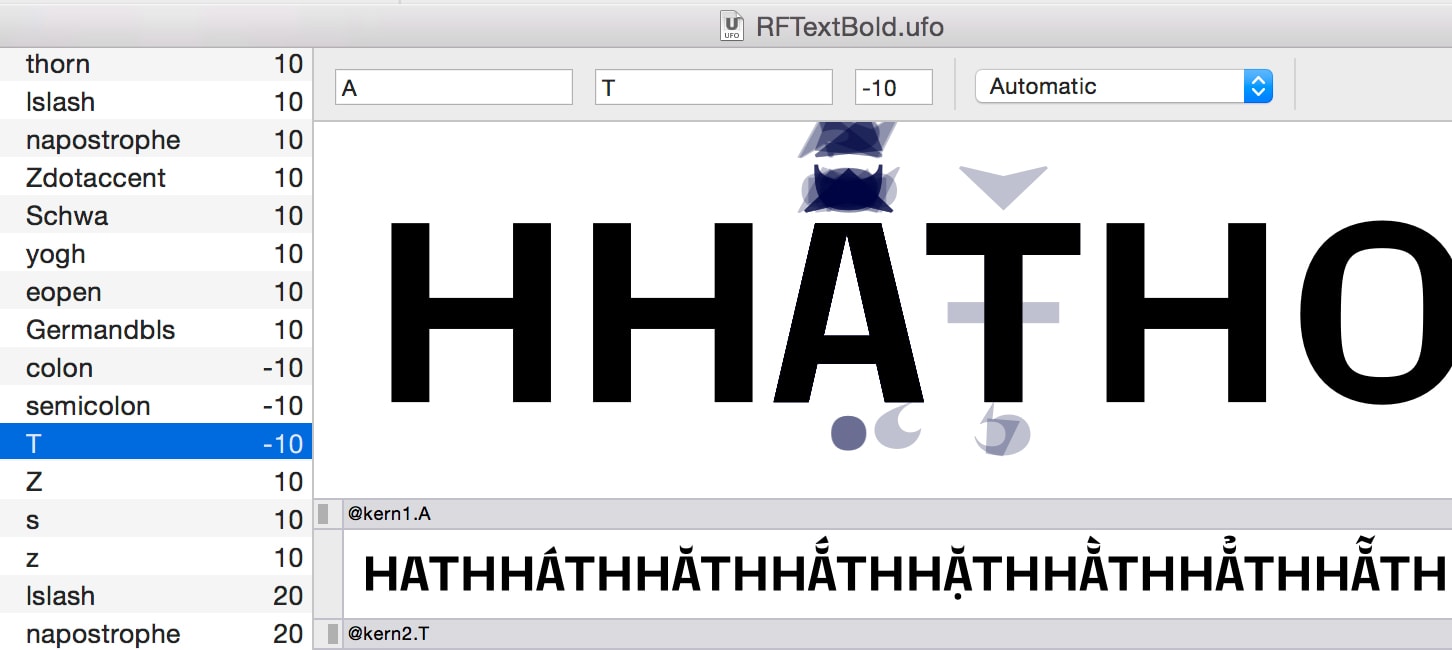 RFTextBold.ufo
thorn 10
lslash 10
napostrophe 10
Zdotaccent 10
Schwa 10
yogh 10
eopen 10
Germandbls 10
colon -10
semicolon -10
T -10
Z 10
s 10
z 10
lslash 20
napostrophe 20
A T -10 Automatic
HHATHO
@kern1.A
HATHHÁTHHĂTHHẮTHHẶTHHẰTHHẲTHHẴTH
@kern2.T